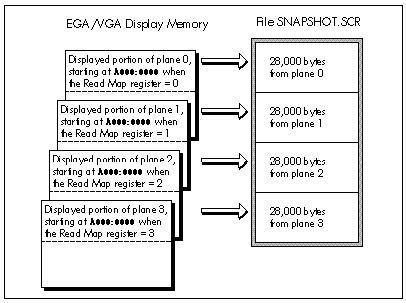 EGA/VGA Display Memory
File SNAPSHOT.SCR
Displayed portion of plane 0,
starting at A000:0000 when
the Read Map register = 0
Displayed portion of plane 1,
starting at A000:0000 when
the Read Map register = 1
Displayed portion of plane 2,
starting at A000:0000 when
the Read Map register = 2
Displayed portion of plane 3,
starting at A000:0000 when
the Read Map register = 3
28,000 bytes
from plane 0
28,000 bytes
from plane 1
28,000 bytes
from plane 2
28,000 bytes
from plane 3